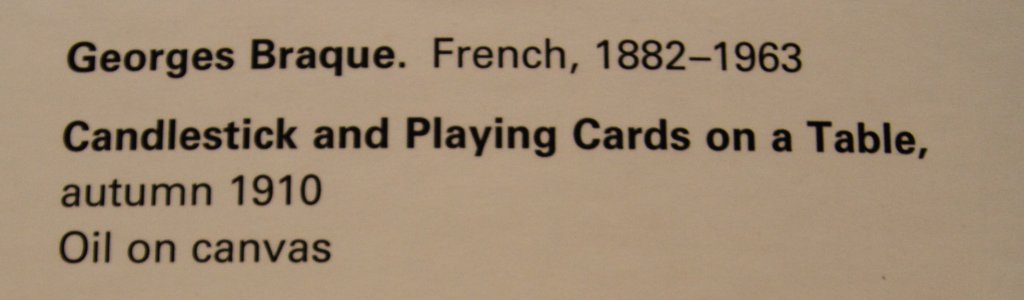 Georges Braque. French, 1882–1963
Candlestick and Playing Cards on a Table,
autumn 1910
Oil on canvas